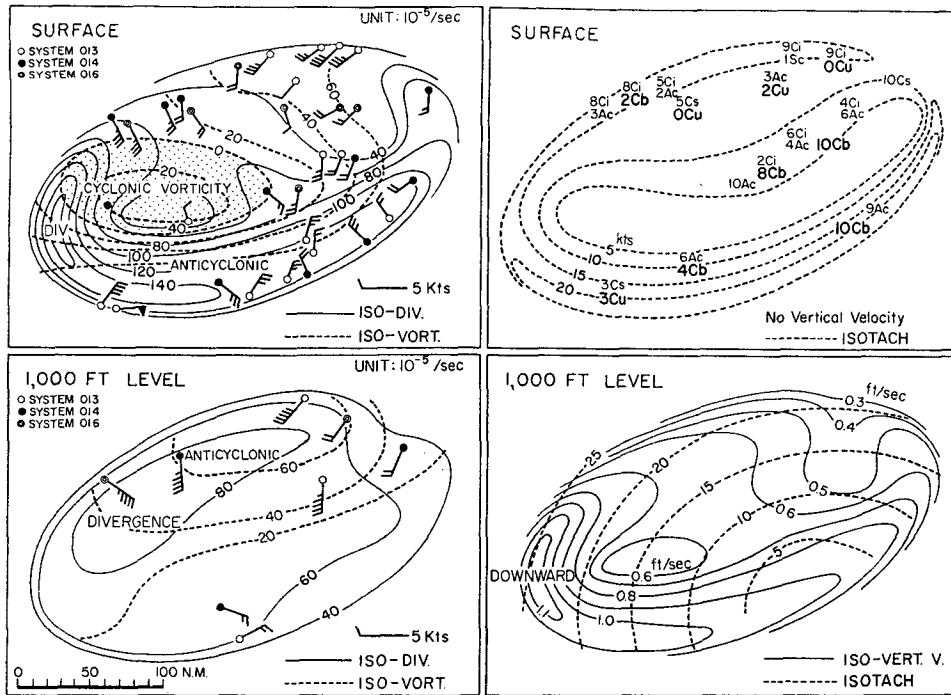 SURFACE
UNIT: 10⁻⁵/sec
○ SYSTEM 013
● SYSTEM 014
◉ SYSTEM 016
60
40
20
0
40
20
CYCLONIC VORTICITY
80
100
DIV.
40
80
100
120
ANTICYCLONIC
140
5 Kts
ISO-DIV.
ISO-VORT.
SURFACE
9Ci
1Sc
9Ci
0Cu
8Ci
3Ac
8Ci
2Cb
5Ci
2Ac
5Cs
0Cu
3Ac
2Cu
10Cs
4Ci
6Ac
6Ci
4Ac
10Cb
2Ci
8Cb
10Ac
9Ac
10Cb
5 kts
10
15
20
6Ac
4Cb
3Cs
3Cu
No Vertical Velocity
ISOTACH
1,000 FT LEVEL
UNIT: 10⁻⁵/sec
○ SYSTEM 013
● SYSTEM 014
◉ SYSTEM 016
ANTICYCLONIC
60
80
DIVERGENCE
40
20
60
40
5 Kts
0 50 100 N.M.
ISO-DIV.
ISO-VORT.
1,000 FT LEVEL
ft/sec
0.3
0.4
25
20
15
0.5
0.6
10
5
DOWNWARD
ft/sec
0.6
0.8
1.0
1.1
ISO-VERT. V.
ISOTACH